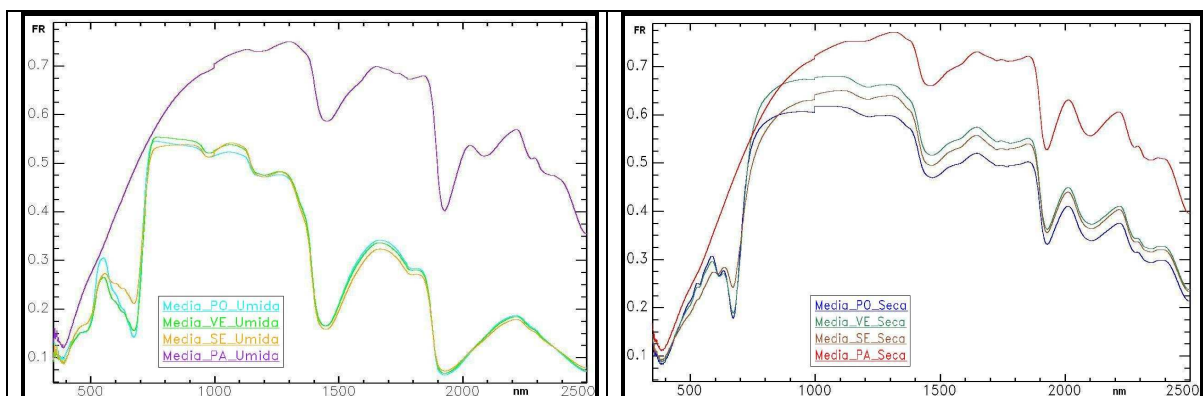 FR
0.7
0.6
0.5
0.4
0.3
0.2
0.1
Media_PO_Umida
Media_VE_Umida
Media_SE_Umida
Media_PA_Umida
500 1000 1500 2000 nm 2500
FR
0.7
0.6
0.5
0.4
0.3
0.2
0.1
Media_PO_Seca
Media_VE_Seca
Media_SE_Seca
Media_PA_Seca
500 1000 1500 2000 nm 2500